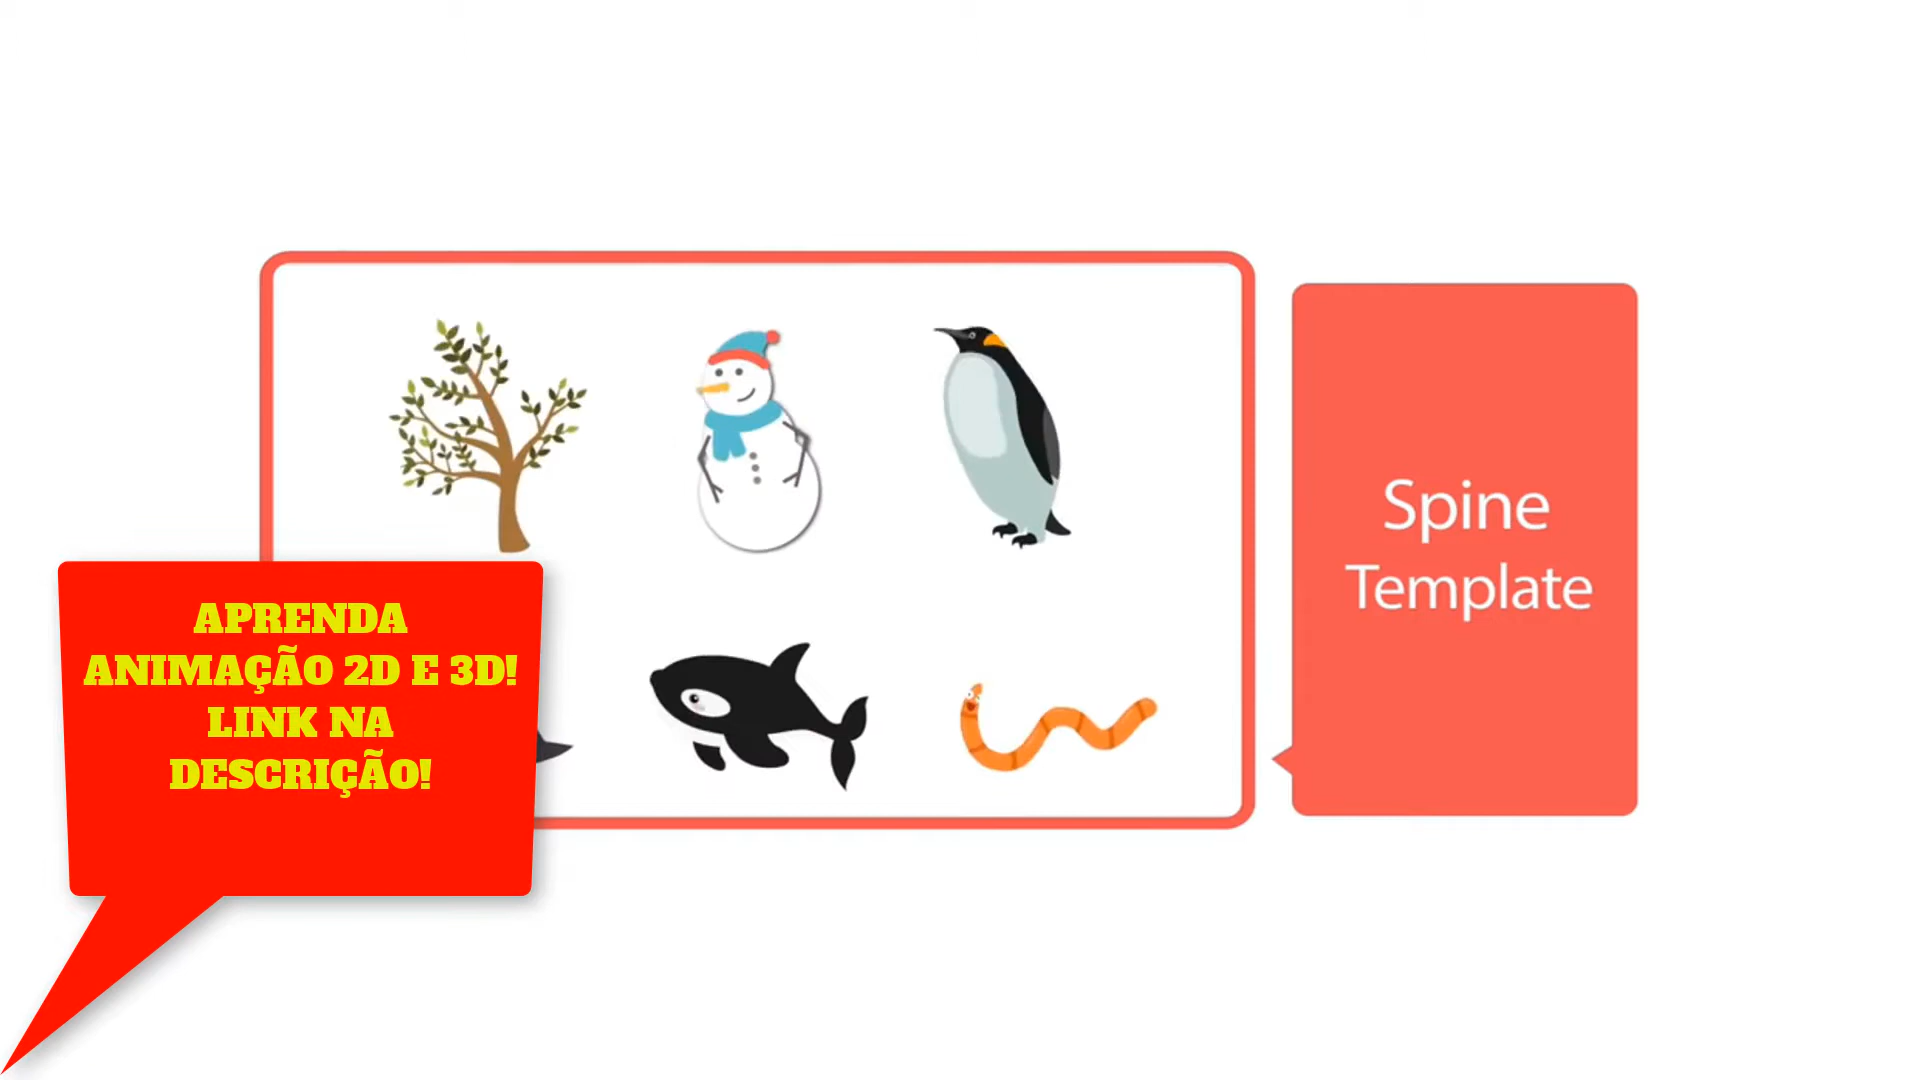 Spine
Template
APRENDA
ANIMAÇÃO 2D E 3D!
LINK NA
DESCRIÇÃO!